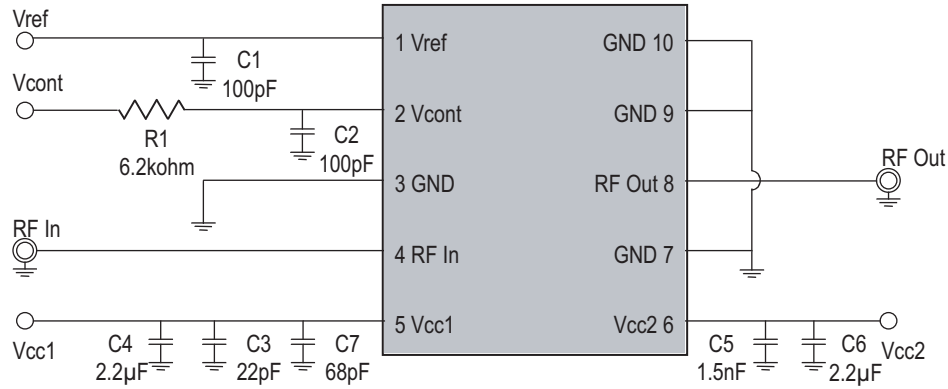 Vref
1 Vref
GND 10
C1
100pF
Vcont
2 Vcont
GND 9
R1
6.2kohm
C2
100pF
3 GND
RF Out 8
RF Out
RF In
4 RF In
GND 7
5 Vcc1
Vcc2 6
Vcc1
C4
2.2µF
C3
22pF
C7
68pF
C5
1.5nF
C6
2.2µF
Vcc2